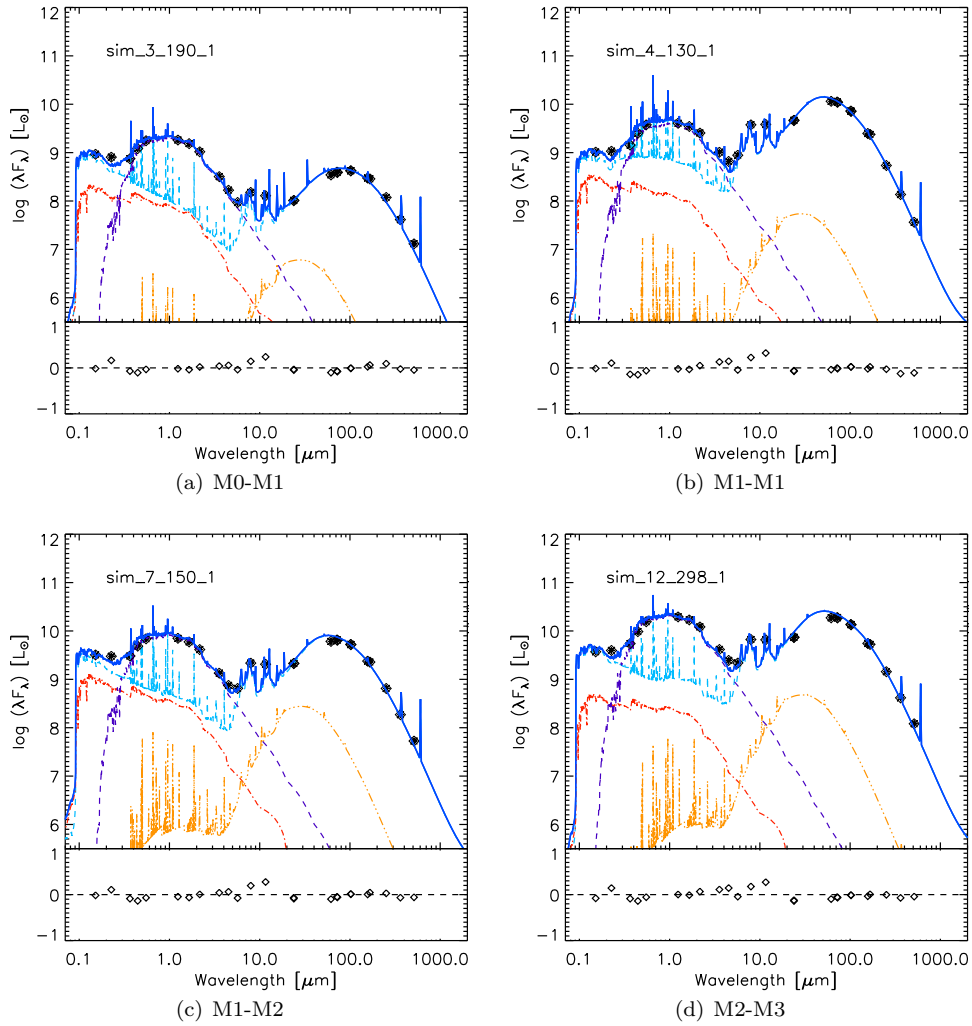 12
11
10
9
8
7
6
log (λFλ) [L⊙]
sim_3_190_1
1
0
−1
0.1 1.0 10.0 100.0 1000.0
Wavelength [μm]
(a) M0-M1
12
11
10
9
8
7
6
log (λFλ) [L⊙]
sim_4_130_1
1
0
−1
0.1 1.0 10.0 100.0 1000.0
Wavelength [μm]
(b) M1-M1
12
11
10
9
8
7
6
log (λFλ) [L⊙]
sim_7_150_1
1
0
−1
0.1 1.0 10.0 100.0 1000.0
Wavelength [μm]
(c) M1-M2
12
11
10
9
8
7
6
log (λFλ) [L⊙]
sim_12_298_1
1
0
−1
0.1 1.0 10.0 100.0 1000.0
Wavelength [μm]
(d) M2-M3